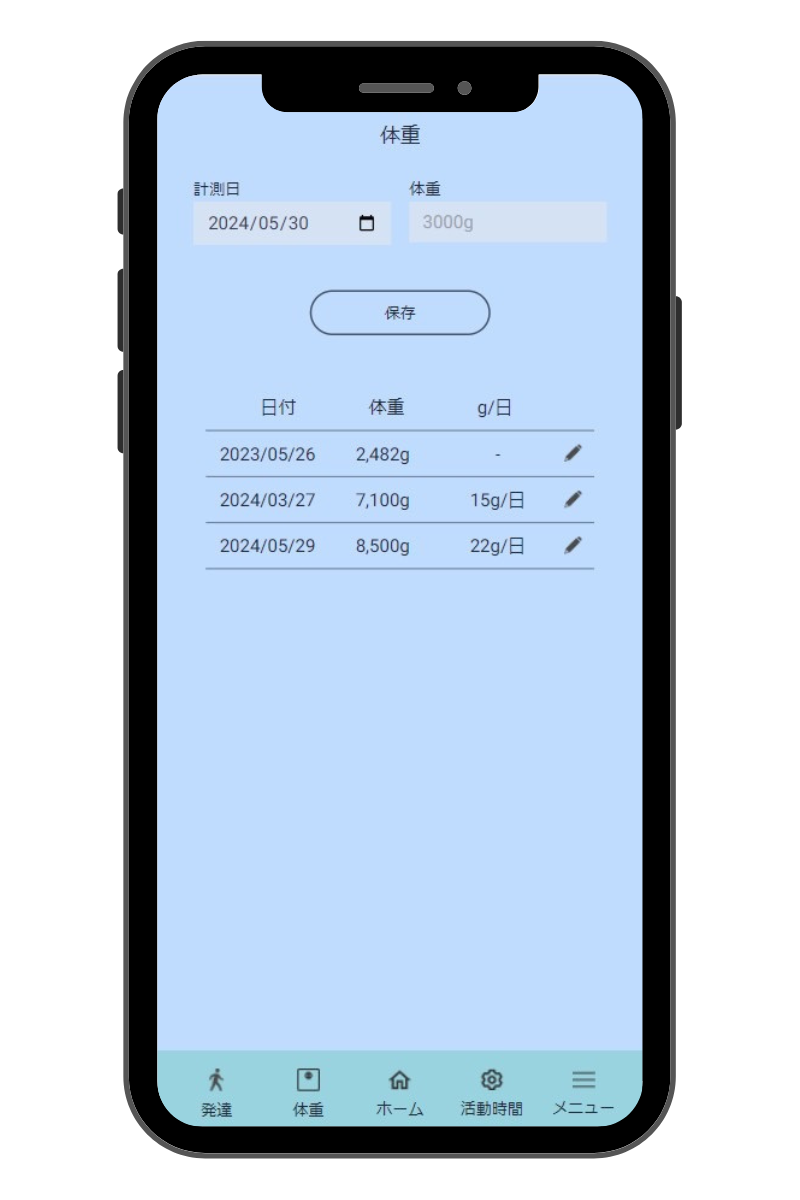 体重
計測日 体重
2024/05/30 3000g
保存
日付 体重 g/日
2023/05/26 2,482g -
2024/03/27 7,100g 15g/日
2024/05/29 8,500g 22g/日
発達 体重 ホーム 活動時間 メニュー